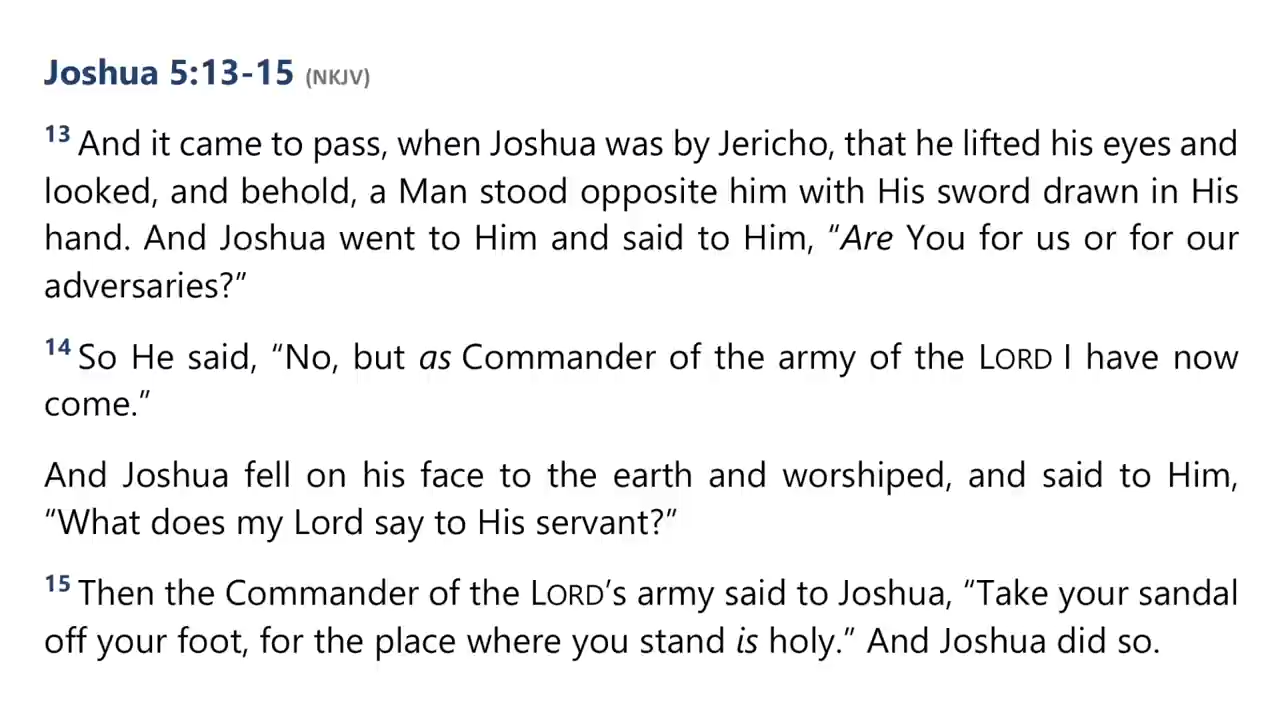 Joshua 5:13-15 (NKJV)
13 And it came to pass, when Joshua was by Jericho, that he lifted his eyes and
looked, and behold, a Man stood opposite him with His sword drawn in His
hand. And Joshua went to Him and said to Him, “Are You for us or for our
adversaries?”
14 So He said, “No, but as Commander of the army of the LORD I have now
come.”
And Joshua fell on his face to the earth and worshiped, and said to Him,
“What does my Lord say to His servant?”
15 Then the Commander of the LORD’s army said to Joshua, “Take your sandal
off your foot, for the place where you stand is holy.” And Joshua did so.